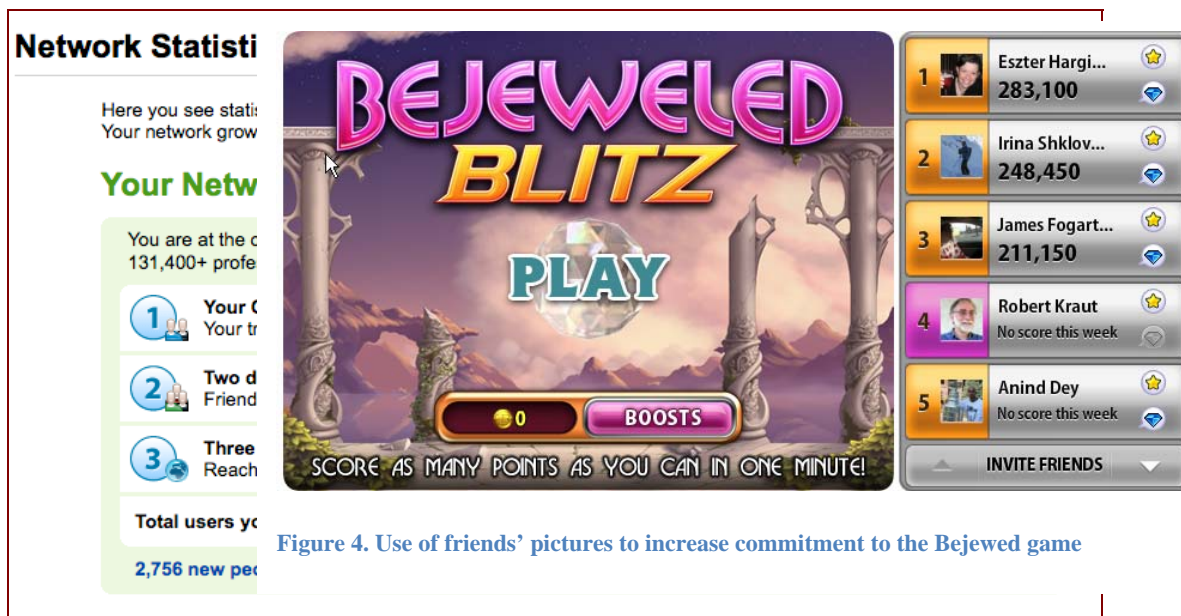 Network Statisti
Here you see statis
Your network grow
Your Netw
You are at the c
131,400+ profe
1
Your C
Your tr
2
Two d
Friend
3
Three
Reach
Total users yo
2,756 new peo
BEJEWELED
BLITZ
PLAY
0
BOOSTS
SCORE AS MANY POINTS AS YOU CAN IN ONE MINUTE!
1
Eszter Hargi...
283,100
2
Irina Shklov...
248,450
3
James Fogart...
211,150
4
Robert Kraut
No score this week
5
Anind Dey
No score this week
INVITE FRIENDS
Figure 4. Use of friends’ pictures to increase commitment to the Bejewed game